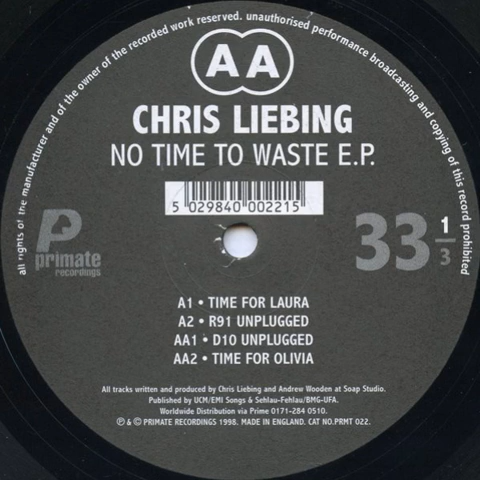 all rights of the manufacturer and of the owner of the recorded work reserved. unauthorised performance broadcasting and copying of this record prohibited
AA
CHRIS LIEBING
NO TIME TO WASTE E.P.
5 029840 002215
P
primate
recordings
33 1/3
A1 • TIME FOR LAURA
A2 • R91 UNPLUGGED
AA1 • D10 UNPLUGGED
AA2 • TIME FOR OLIVIA
All tracks written and produced by Chris Liebing and Andrew Wooden at Soap Studio.
Published by UCM/EMI Songs & Sehlau-Fehlau/BMG-UFA.
Worldwide Distribution via Prime 0171-284 0510.
℗ & © PRIMATE RECORDINGS 1998. MADE IN ENGLAND. CAT NO.PRMT 022.